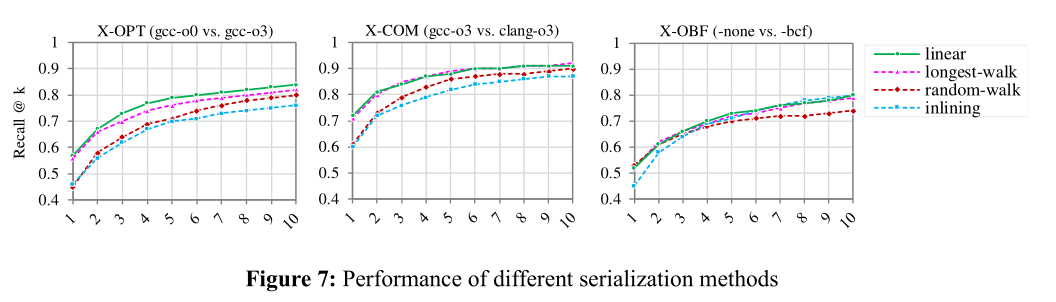 X-OPT (gcc-o0 vs. gcc-o3)
Recall @ k
1
0.9
0.8
0.7
0.6
0.5
0.4
1 2 3 4 5 6 7 8 9 10
X-COM (gcc-o3 vs. clang-o3)
1
0.9
0.8
0.7
0.6
0.5
0.4
1 2 3 4 5 6 7 8 9 10
X-OBF (-none vs. -bcf)
1
0.9
0.8
0.7
0.6
0.5
0.4
1 2 3 4 5 6 7 8 9 10
linear
longest-walk
random-walk
inlining
Figure 7: Performance of different serialization methods